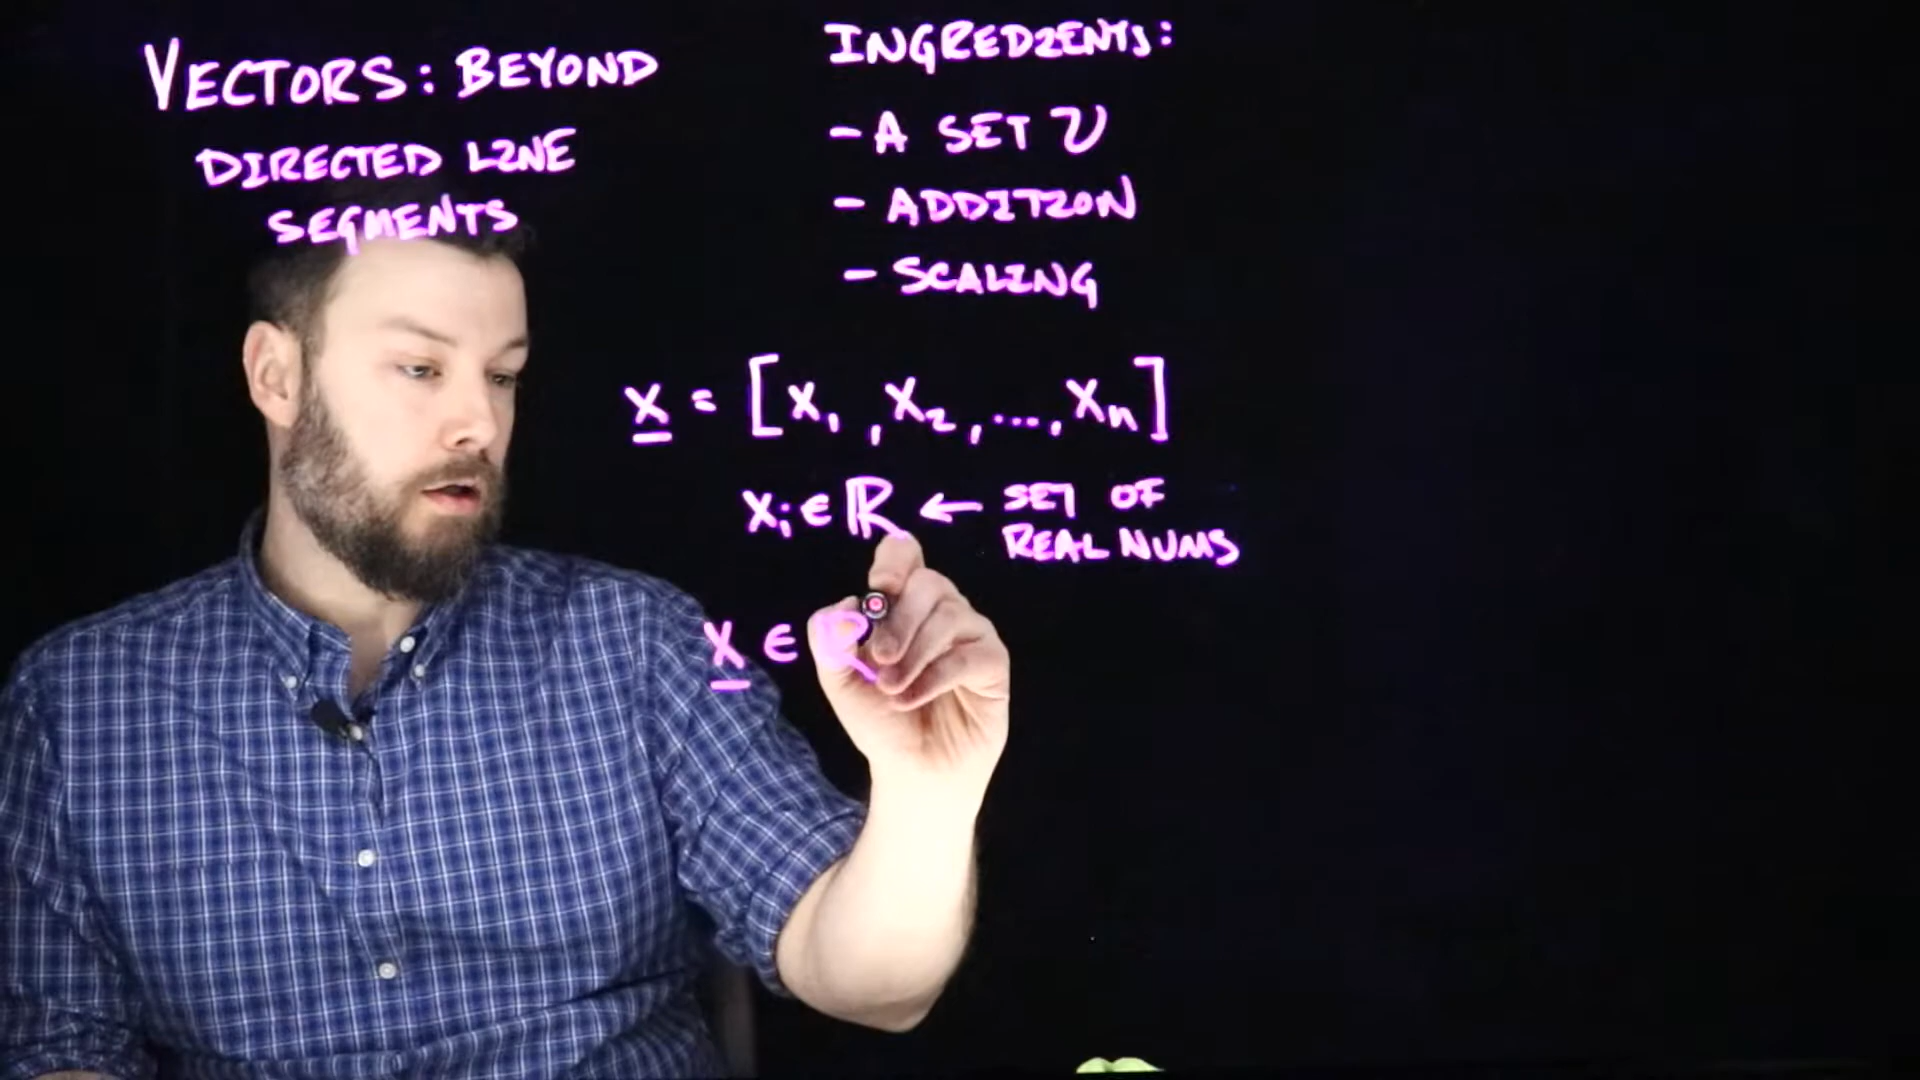 VECTORS: BEYOND
DIRECTED LINE
SEGMENTS
INGREDIENTS:
- A SET V
- ADDITION
- SCALING
x = [x₁, x₂, ..., xₙ]
xᵢ ∈ ℝ ← SET OF
REAL NUMS
x ∈ ℝ